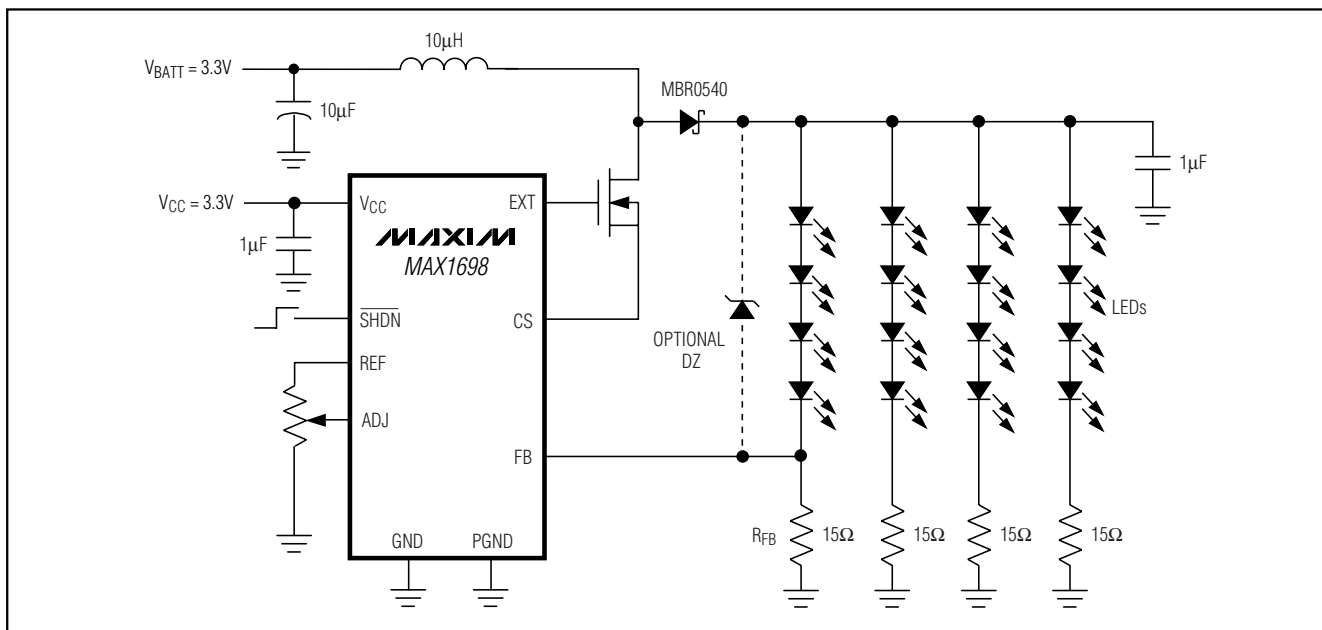 10µH
V_BATT = 3.3V
MBR0540
10µF
1µF
V_CC = 3.3V
V_CC
EXT
1µF
MAXIM
MAX1698
SHDN
CS
LEDs
OPTIONAL
DZ
REF
ADJ
FB
R_FB
15Ω
15Ω
15Ω
15Ω
GND
PGND